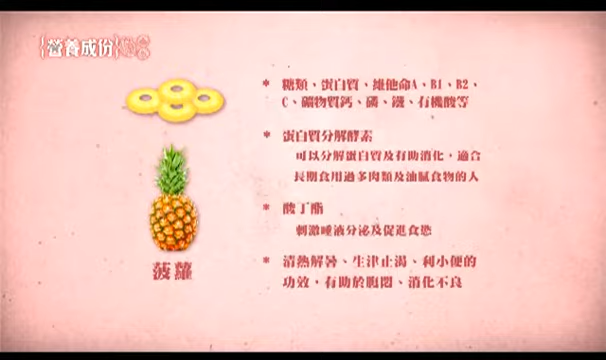 營養成份
* 糖類、蛋白質、維他命A、B1、B2、
C、礦物質鈣、磷、鐵、有機酸等
* 蛋白質分解酵素
可以分解蛋白質及有助消化，適合
長期食用過多肉類及油膩食物的人
* 酸丁酯
刺激唾液分泌及促進食慾
* 清熱解暑、生津止渴、利小便的
功效，有助於胸悶、消化不良
菠蘿